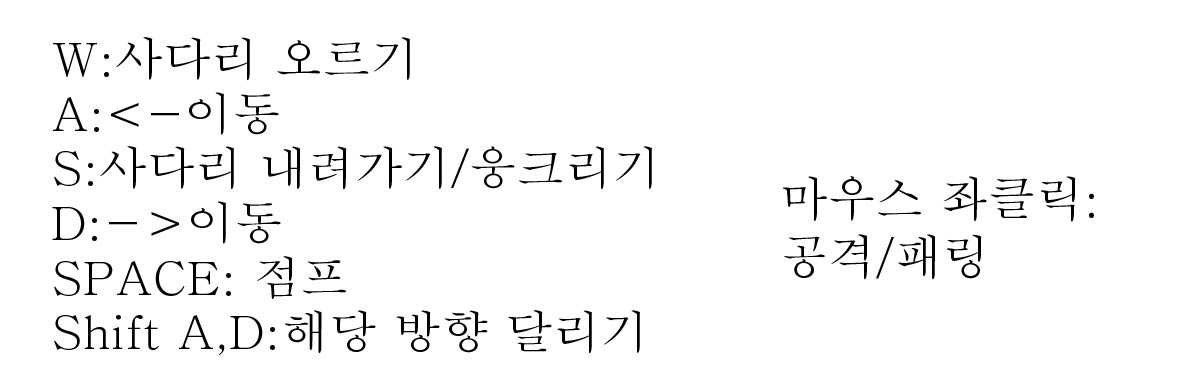 W:사다리 오르기
A:<-이동
S:사다리 내려가기/웅크리기
D:->이동
SPACE: 점프
Shift A,D:해당 방향 달리기
마우스 좌클릭:
공격/패링